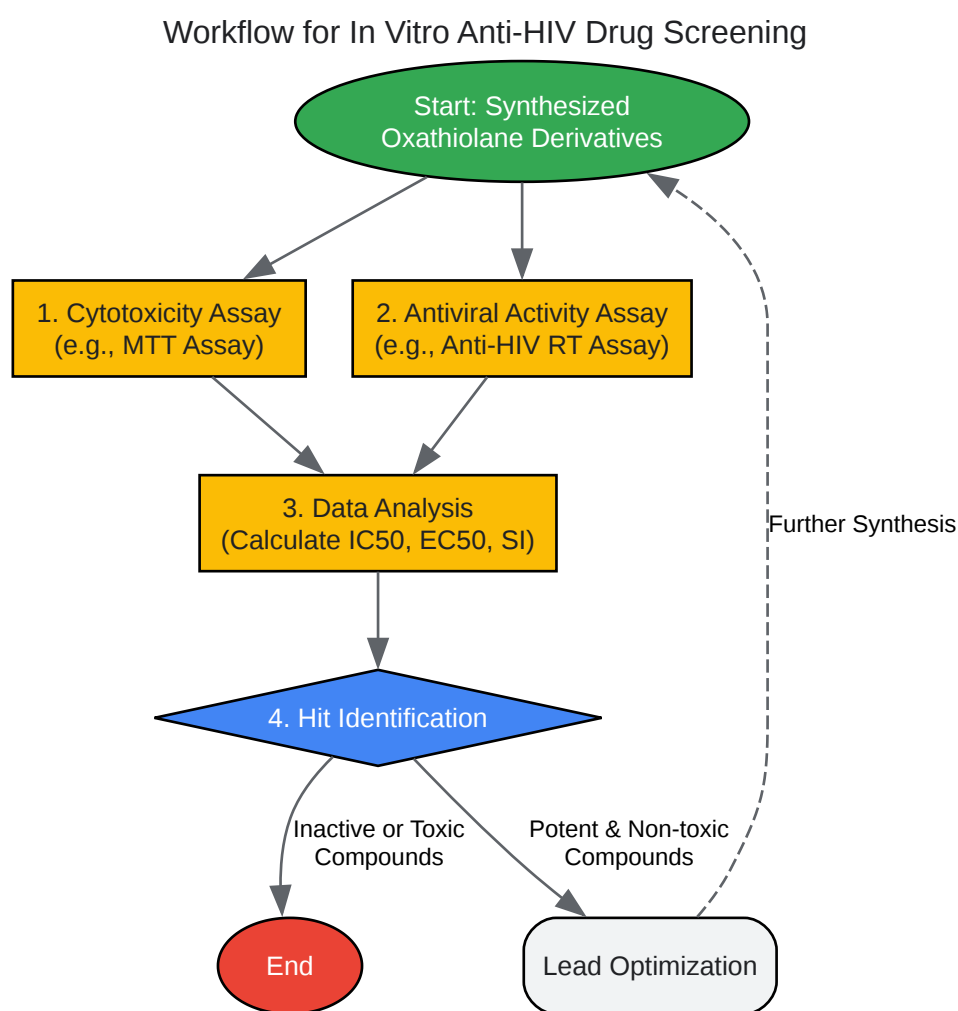 Workflow for In Vitro Anti-HIV Drug Screening
Start: Synthesized
Oxathiolane Derivatives
1. Cytotoxicity Assay
(e.g., MTT Assay)
2. Antiviral Activity Assay
(e.g., Anti-HIV RT Assay)
3. Data Analysis
(Calculate IC50, EC50, SI)
Further Synthesis
4. Hit Identification
Inactive or Toxic
Compounds
Potent & Non-toxic
Compounds
End
Lead Optimization